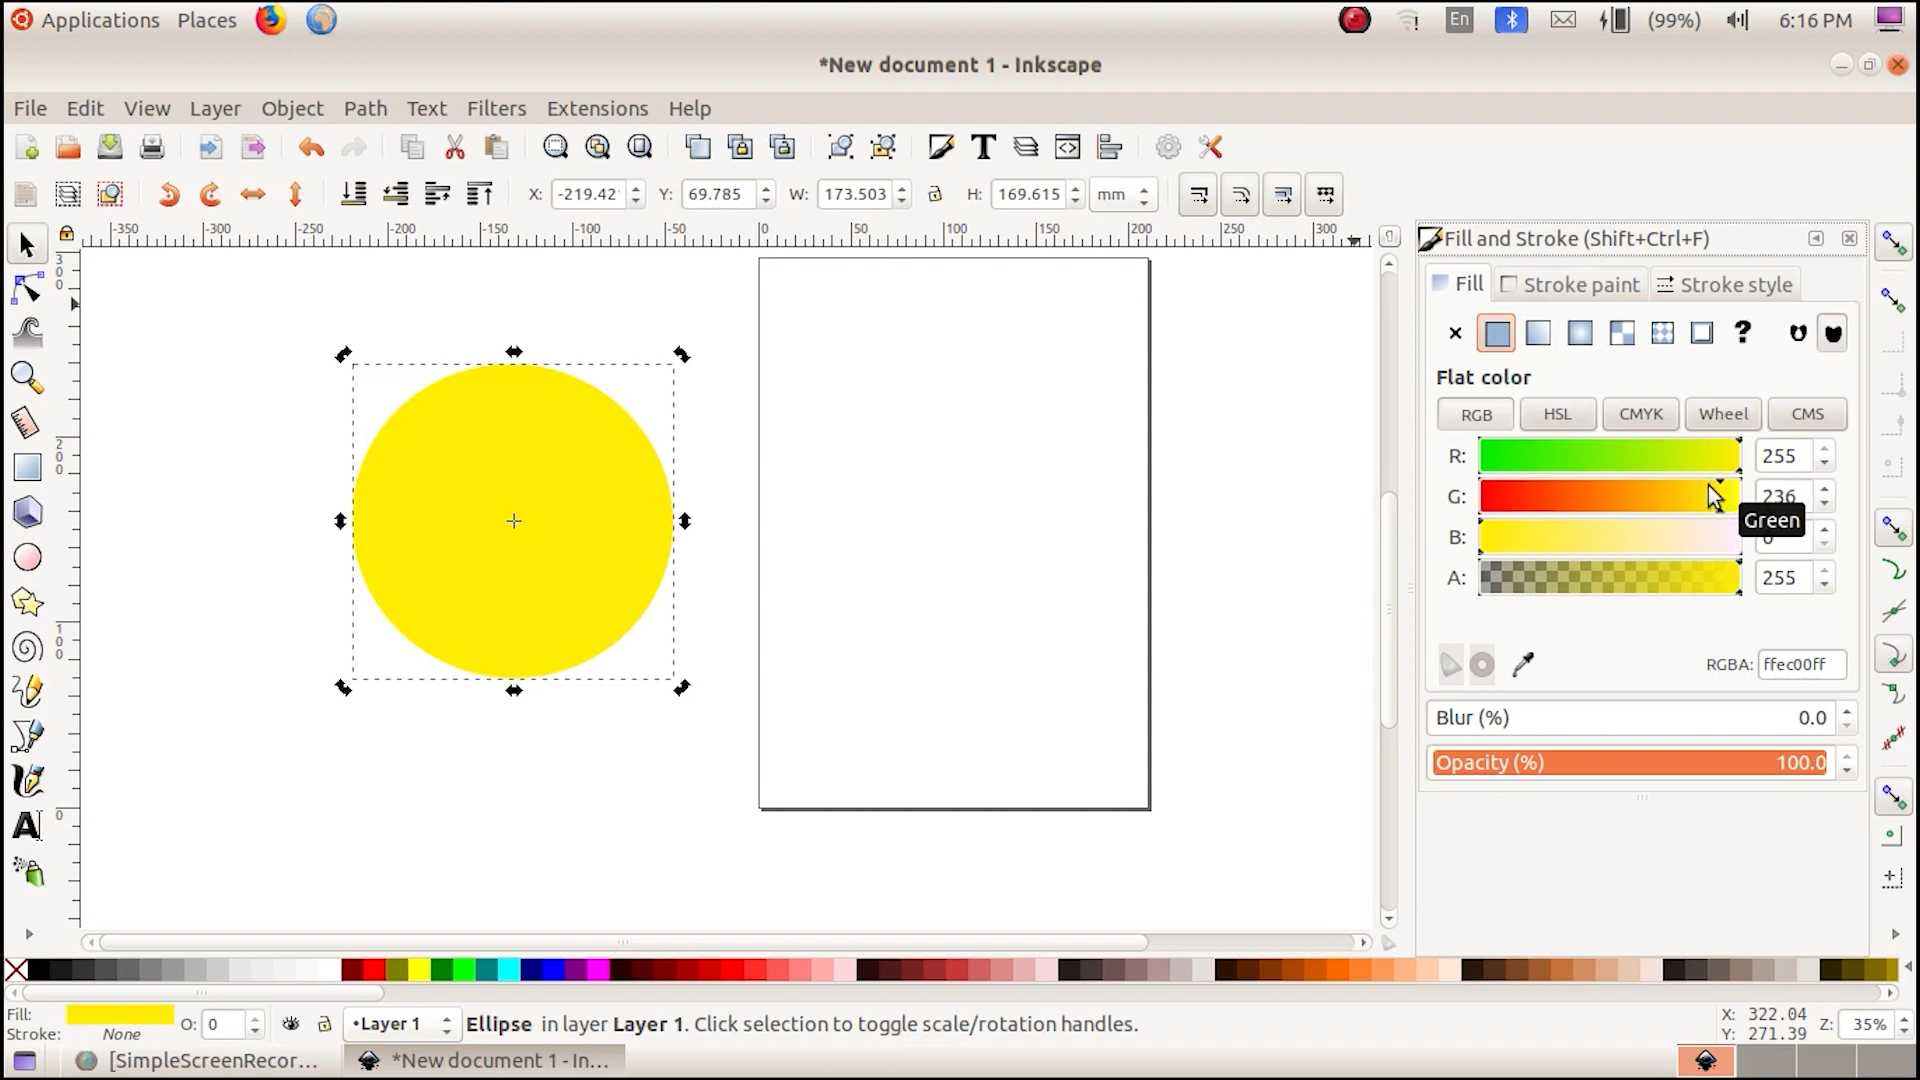 Applications Places En (99%) 6:16 PM
*New document 1 - Inkscape
File Edit View Layer Object Path Text Filters Extensions Help
X: -219.42 Y: 69.785 W: 173.503 H: 169.615 mm
-350 -300 -250 -200 -150 -100 -50 0 50 100 150 200 250 300
300
200
100
0
Fill and Stroke (Shift+Ctrl+F)
Fill Stroke paint Stroke style
Flat color
RGB HSL CMYK Wheel CMS
R: 255
G: 236
Green
B: 0
A: 255
RGBA: ffec00ff
Blur (%) 0.0
Opacity (%) 100.0
Fill:
Stroke: None O: 0 •Layer 1 Ellipse in layer Layer 1. Click selection to toggle scale/rotation handles.
X: 322.04
Y: 271.39 Z: 35%
[SimpleScreenRecor... *New document 1 - In...